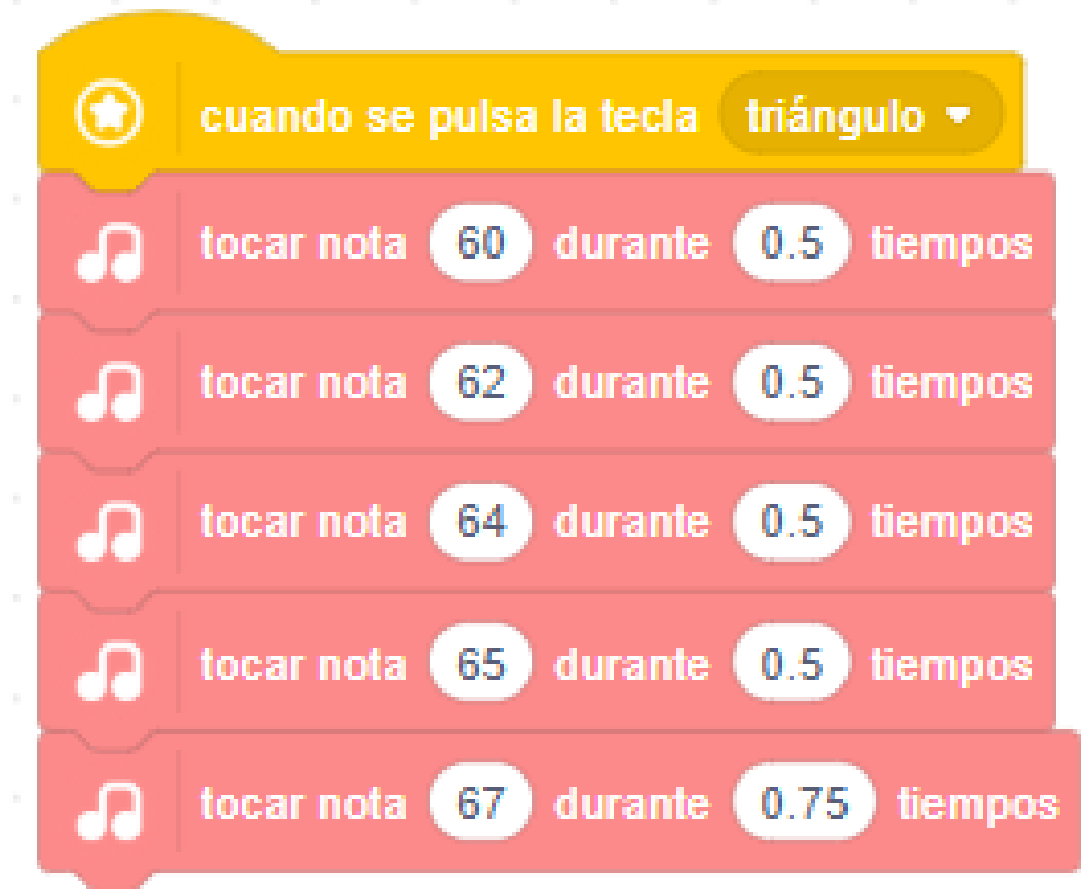 cuando se pulsa la tecla triángulo
tocar nota 60 durante 0.5 tiempos
tocar nota 62 durante 0.5 tiempos
tocar nota 64 durante 0.5 tiempos
tocar nota 65 durante 0.5 tiempos
tocar nota 67 durante 0.75 tiempos